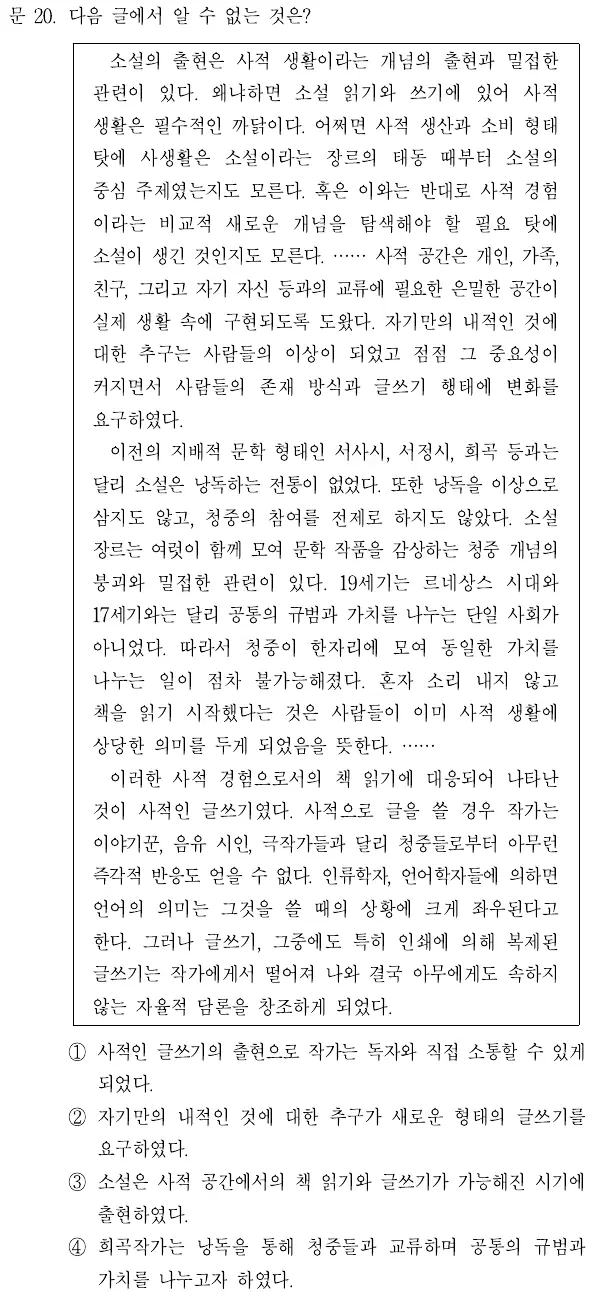 문 20. 다음 글에서 알 수 없는 것은?
소설의 출현은 사적 생활이라는 개념의 출현과 밀접한
관련이 있다. 왜냐하면 소설 읽기와 쓰기에 있어 사적
생활은 필수적인 까닭이다. 어쩌면 사적 생산과 소비 형태
탓에 사생활은 소설이라는 장르의 태동 때부터 소설의
중심 주제였는지도 모른다. 혹은 이와는 반대로 사적 경험
이라는 비교적 새로운 개념을 탐색해야 할 필요 탓에
소설이 생긴 것인지도 모른다. …… 사적 공간은 개인, 가족,
친구, 그리고 자기 자신 등과의 교류에 필요한 은밀한 공간이
실제 생활 속에 구현되도록 도왔다. 자기만의 내적인 것에
대한 추구는 사람들의 이상이 되었고 점점 그 중요성이
커지면서 사람들의 존재 방식과 글쓰기 행태에 변화를
요구하였다.
이전의 지배적 문학 형태인 서사시, 서정시, 희곡 등과는
달리 소설은 낭독하는 전통이 없었다. 또한 낭독을 이상으로
삼지도 않고, 청중의 참여를 전제로 하지도 않았다. 소설
장르는 여럿이 함께 모여 문학 작품을 감상하는 청중 개념의
붕괴와 밀접한 관련이 있다. 19세기는 르네상스 시대와
17세기와는 달리 공통의 규범과 가치를 나누는 단일 사회가
아니었다. 따라서 청중이 한자리에 모여 동일한 가치를
나누는 일이 점차 불가능해졌다. 혼자 소리 내지 않고
책을 읽기 시작했다는 것은 사람들이 이미 사적 생활에
상당한 의미를 두게 되었음을 뜻한다. ……
이러한 사적 경험으로서의 책 읽기에 대응되어 나타난
것이 사적인 글쓰기였다. 사적으로 글을 쓸 경우 작가는
이야기꾼, 음유 시인, 극작가들과 달리 청중들로부터 아무런
즉각적 반응도 얻을 수 없다. 인류학자, 언어학자들에 의하면
언어의 의미는 그것을 쓸 때의 상황에 크게 좌우된다고
한다. 그러나 글쓰기, 그중에도 특히 인쇄에 의해 복제된
글쓰기는 작가에게서 떨어져 나와 결국 아무에게도 속하지
않는 자율적 담론을 창조하게 되었다.
① 사적인 글쓰기의 출현으로 작가는 독자와 직접 소통할 수 있게
되었다.
② 자기만의 내적인 것에 대한 추구가 새로운 형태의 글쓰기를
요구하였다.
③ 소설은 사적 공간에서의 책 읽기와 글쓰기가 가능해진 시기에
출현하였다.
④ 희곡작가는 낭독을 통해 청중들과 교류하며 공통의 규범과
가치를 나누고자 하였다.